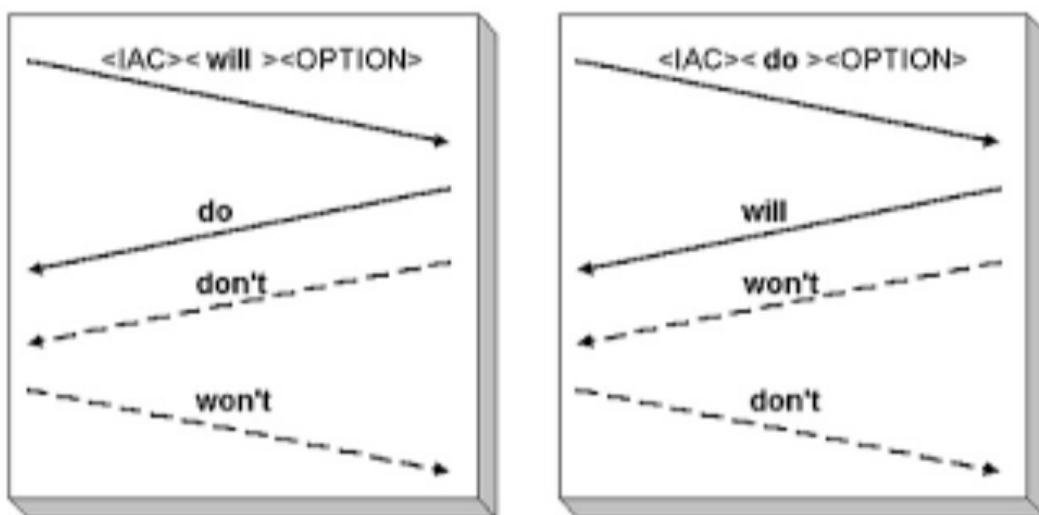 <IAC>< will ><OPTION>
do
don't
won't
<IAC>< do ><OPTION>
will
won't
don't